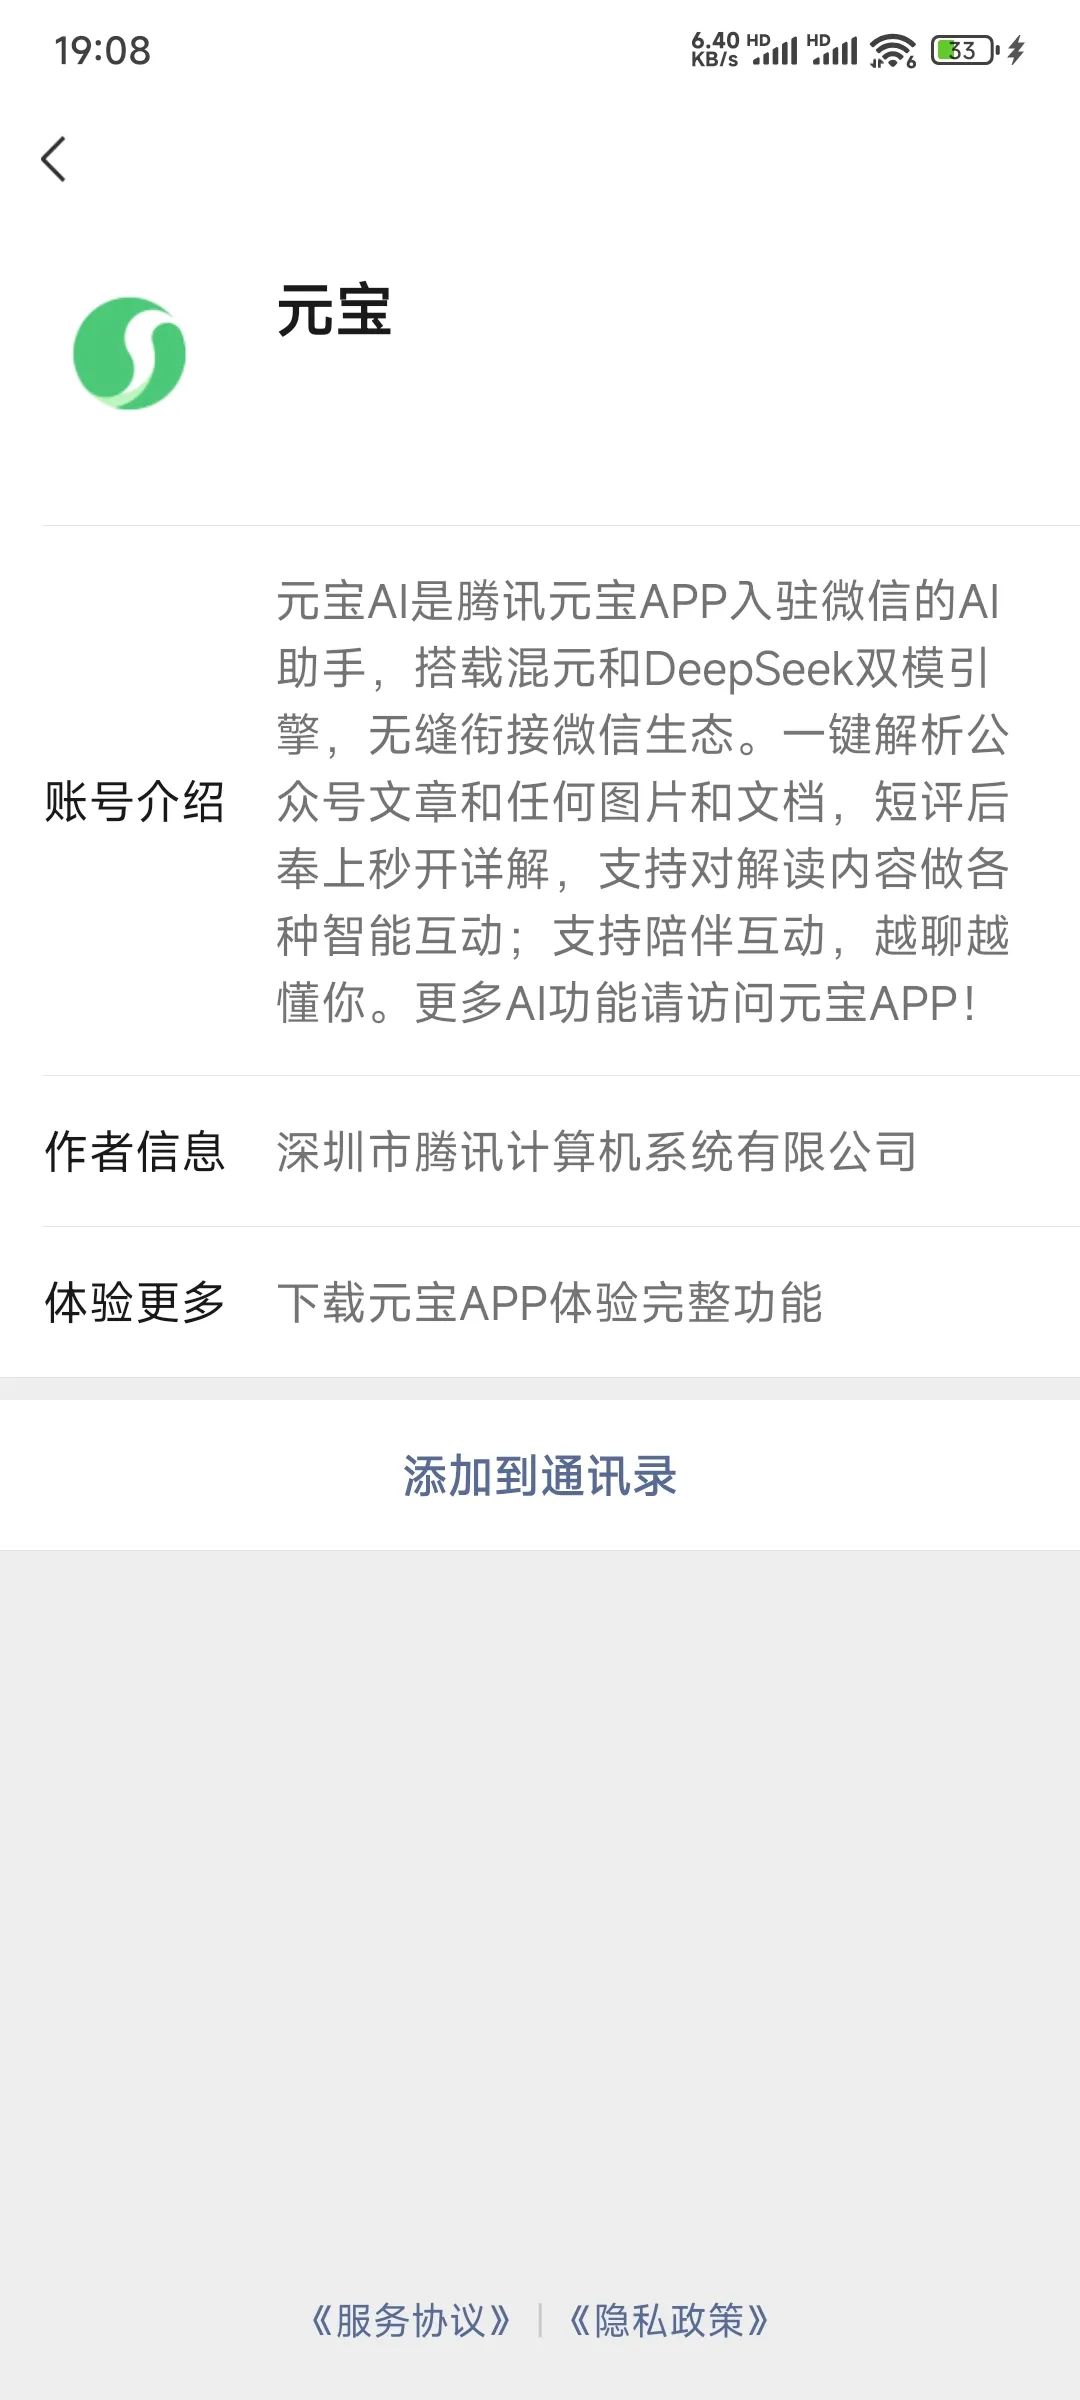 19:08
6.40 KB/s HD HD 6 33
元宝
账号介绍
元宝AI是腾讯元宝APP入驻微信的AI
助手，搭载混元和DeepSeek双模引
擎，无缝衔接微信生态。一键解析公
众号文章和任何图片和文档，短评后
奉上秒开详解，支持对解读内容做各
种智能互动；支持陪伴互动，越聊越
懂你。更多AI功能请访问元宝APP！
作者信息 深圳市腾讯计算机系统有限公司
体验更多 下载元宝APP体验完整功能
添加到通讯录
《服务协议》｜《隐私政策》